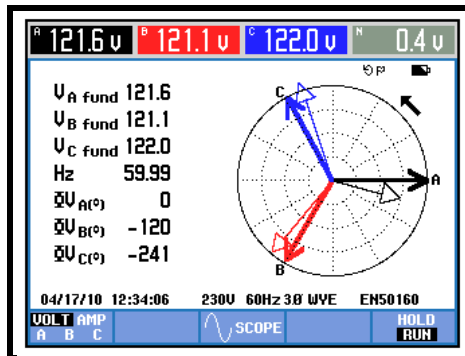 A 121.6 V B 121.1 V C 122.0 V N 0.4 V
VA fund 121.6
VB fund 121.1
VC fund 122.0
Hz 59.99
ΦVA(°) 0
ΦVB(°) -120
ΦVC(°) -241
C
A
B
04/17/10 12:34:06 230V 60Hz 3Ø WYE EN50160
VOLT AMP
A B C
SCOPE
HOLD
RUN